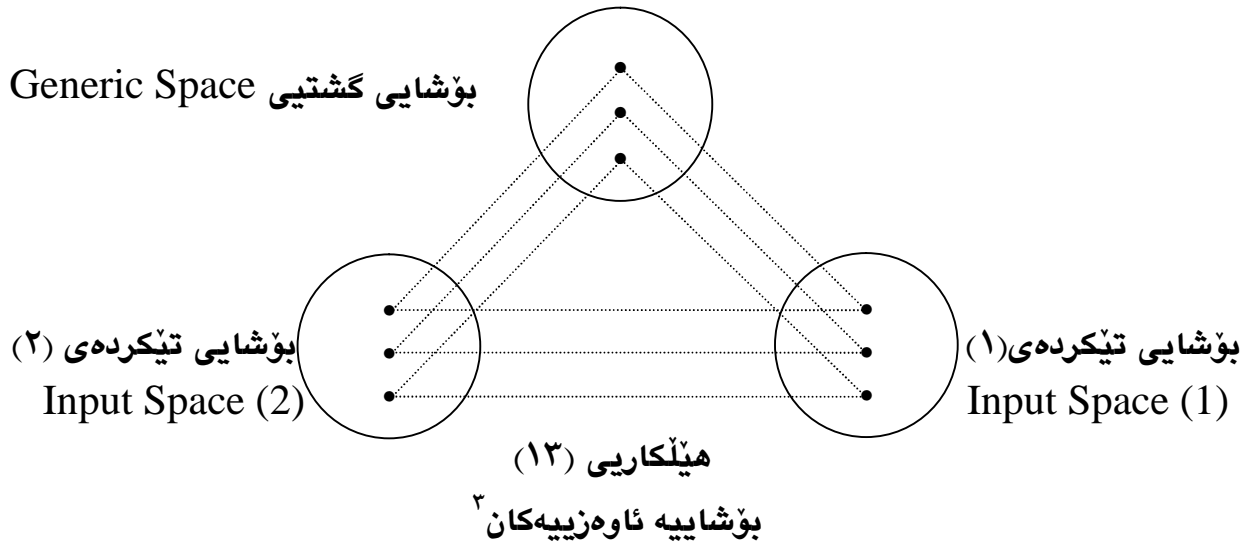 بۆشایی گشتیی Generic Space
بۆشایی تێکردەی(١)
Input Space (1)
بۆشایی تێکردەی (٢)
Input Space (2)
هێڵکاریی (١٣)
بۆشاییە ئاوەزییەکان٣